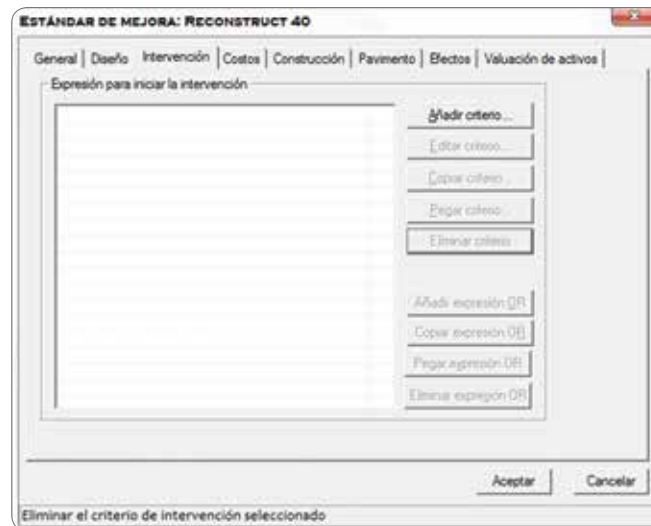 ESTÁNDAR DE MEJORA: RECONSTRUCT 40
General | Diseño | Intervención | Costos | Construcción | Pavimento | Efectos | Valuación de activos |
Expresión para iniciar la intervención
Añadir criterio...
Editar criterio...
Copiar criterio...
Pegar criterio...
Eliminar criterio
Añadir expresión OR
Copiar expresión OR
Pegar expresión OR
Eliminar expresión OR
Aceptar
Cancelar
Eliminar el criterio de intervención seleccionado